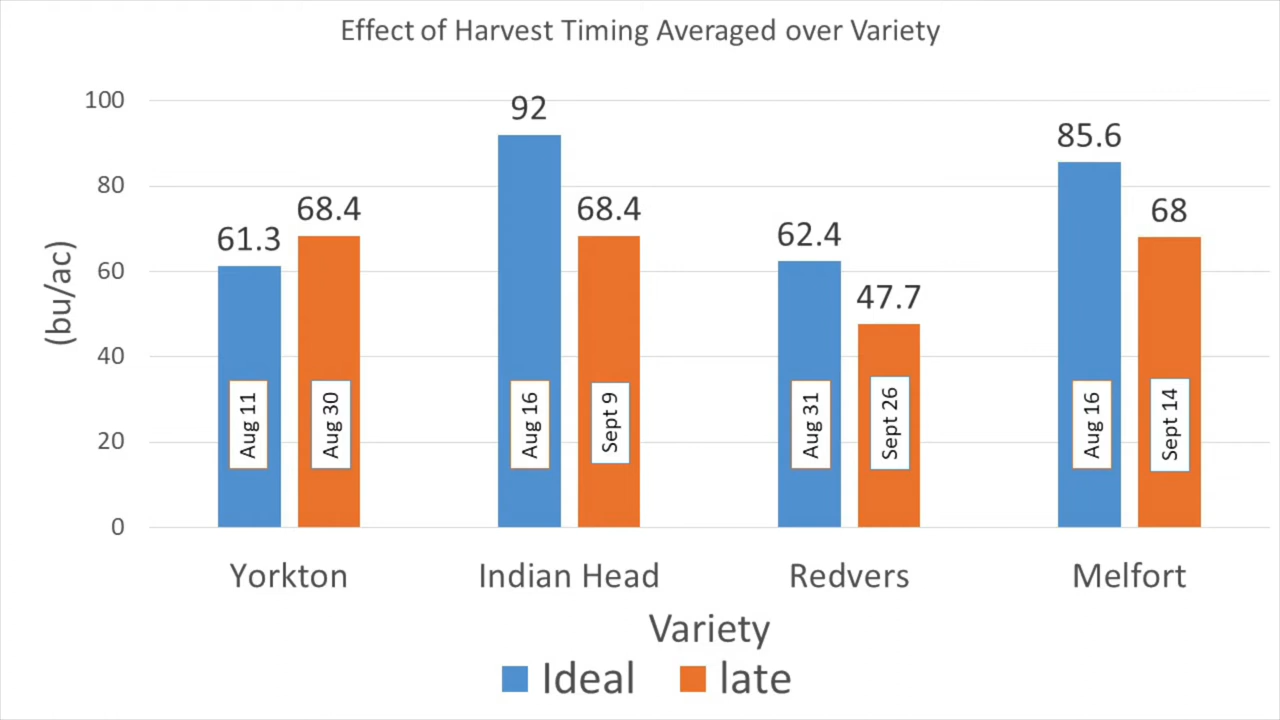 Effect of Harvest Timing Averaged over Variety
100
80
60
40
20
0
(bu/ac)
61.3
68.4
92
68.4
62.4
47.7
85.6
68
Aug 11
Aug 30
Aug 16
Sept 9
Aug 31
Sept 26
Aug 16
Sept 14
Yorkton
Indian Head
Redvers
Melfort
Variety
Ideal
late